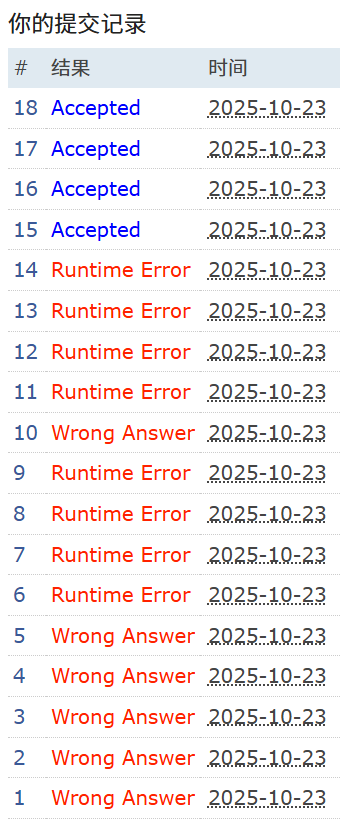 你的提交记录
# 结果 时间
18 Accepted 2025-10-23
17 Accepted 2025-10-23
16 Accepted 2025-10-23
15 Accepted 2025-10-23
14 Runtime Error 2025-10-23
13 Runtime Error 2025-10-23
12 Runtime Error 2025-10-23
11 Runtime Error 2025-10-23
10 Wrong Answer 2025-10-23
9 Runtime Error 2025-10-23
8 Runtime Error 2025-10-23
7 Runtime Error 2025-10-23
6 Runtime Error 2025-10-23
5 Wrong Answer 2025-10-23
4 Wrong Answer 2025-10-23
3 Wrong Answer 2025-10-23
2 Wrong Answer 2025-10-23
1 Wrong Answer 2025-10-23